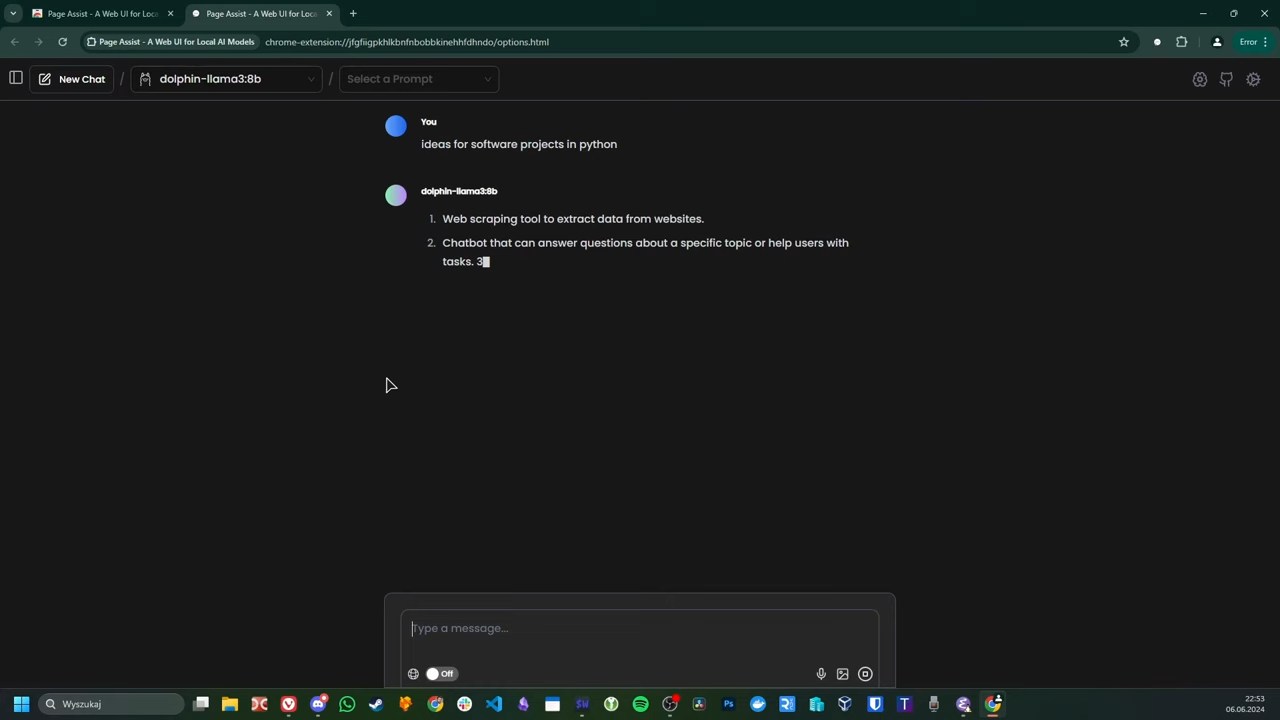 Page Assist - A Web UI for Loca
Page Assist - A Web UI for Loca
Page Assist - A Web UI for Local AI Models
chrome-extension://jfgfiigpkhlkbnfnbobbkinehhfdhndo/options.html
Error
New Chat / dolphin-llama3:8b / Select a Prompt
You
ideas for software projects in python
dolphin-llama3:8b
1. Web scraping tool to extract data from websites.
2. Chatbot that can answer questions about a specific topic or help users with
tasks. 3
Type a message...
Off
Wyszukaj
22:53
06.06.2024